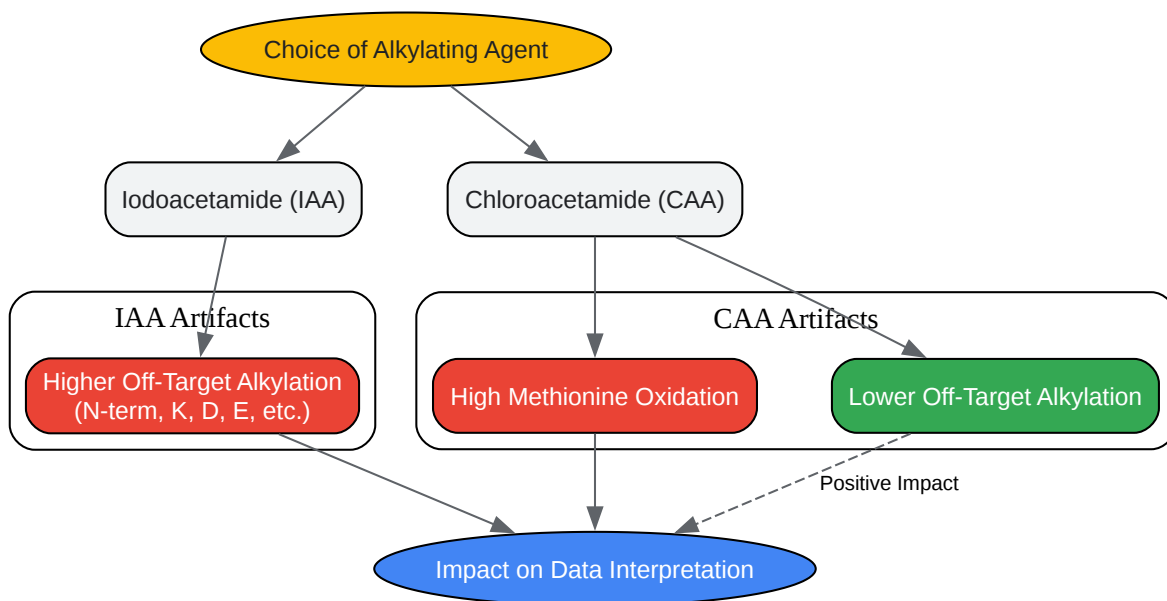 Choice of Alkylating Agent
Iodoacetamide (IAA)
Chloroacetamide (CAA)
IAA Artifacts
CAA Artifacts
Higher Off-Target Alkylation
(N-term, K, D, E, etc.)
High Methionine Oxidation
Lower Off-Target Alkylation
Positive Impact
Impact on Data Interpretation